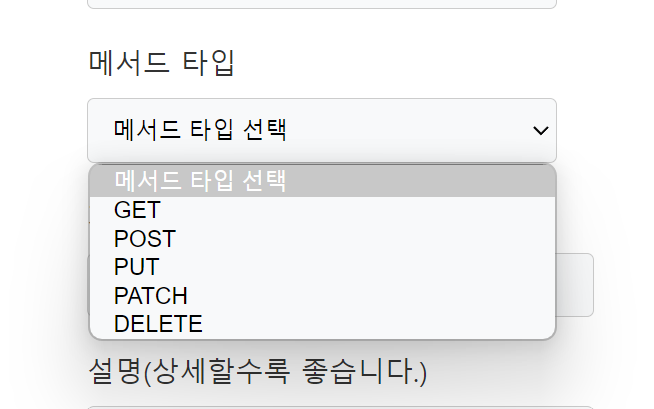 메서드 타입
메서드 타입 선택
메서드 타입 선택
GET
POST
PUT
PATCH
DELETE
설명(상세할수록 좋습니다.)